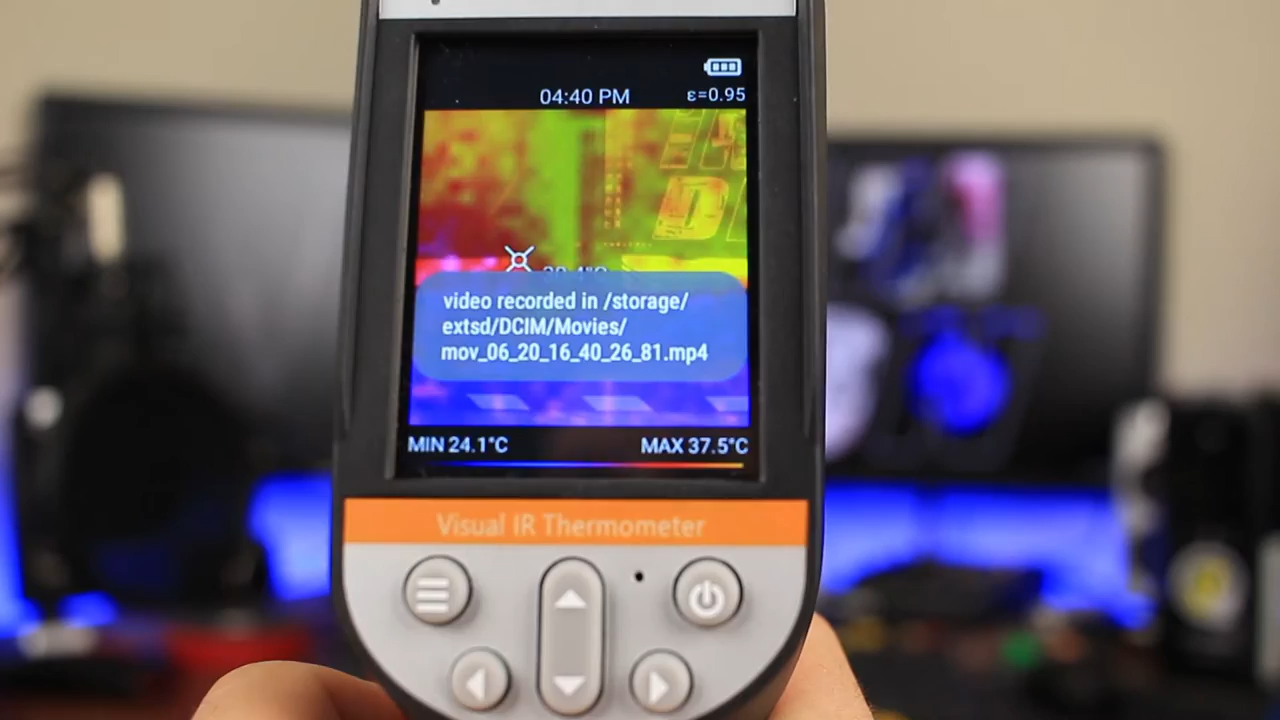 04:40 PM
ε=0.95
video recorded in /storage/
extsd/DCIM/Movies/
mov_06_20_16_40_26_81.mp4
MIN 24.1°C
MAX 37.5°C
Visual IR Thermometer